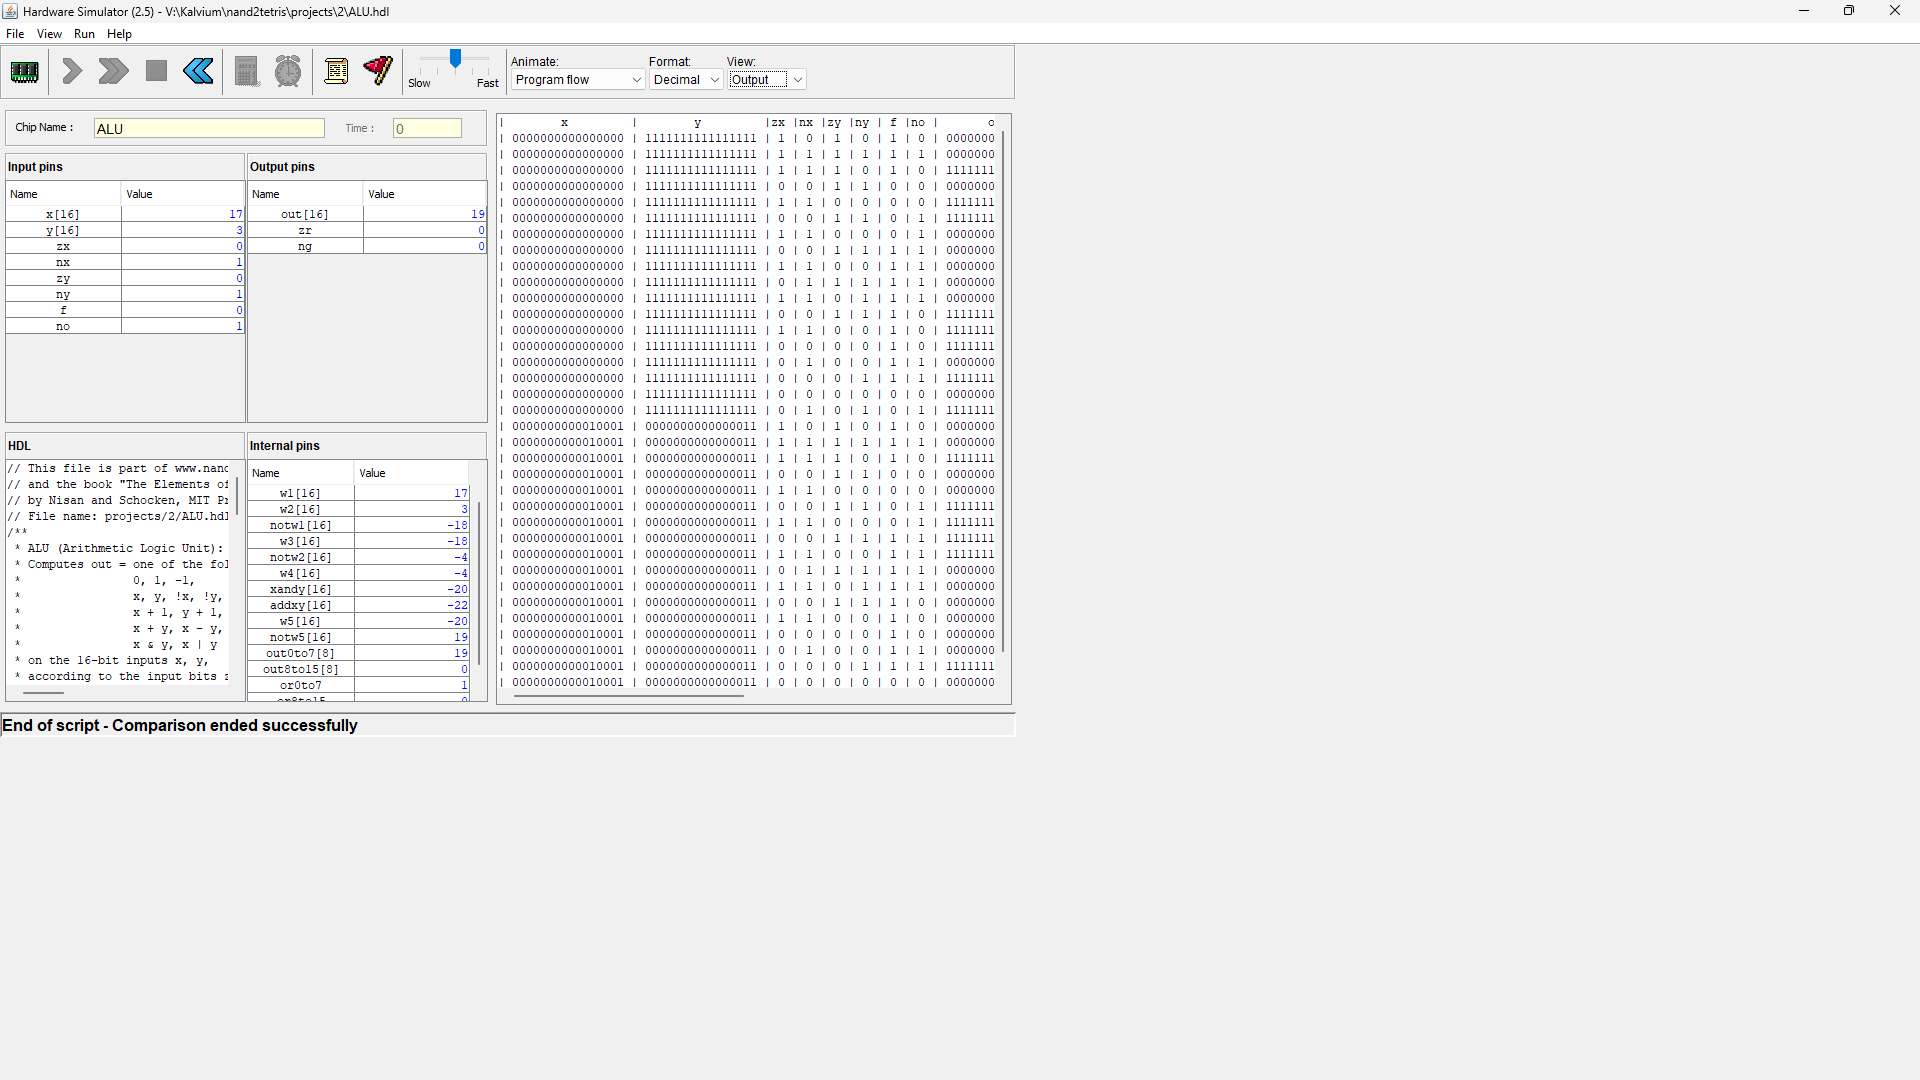 Hardware Simulator (2.5) - V:\Kalvium\nand2tetris\projects\2\ALU.hdl
File View Run Help
Slow Fast
Animate: Format: View:
Program flow Decimal Output
Chip Name : ALU Time : 0
Input pins
Name Value
x[16] 17
y[16] 3
zx 0
nx 1
zy 0
ny 1
f 0
no 1
Output pins
Name Value
out[16] 19
zr 0
ng 0
HDL
// This file is part of www.nand
// and the book "The Elements of
// by Nisan and Schocken, MIT Pr
// File name: projects/2/ALU.hdl
/**
* ALU (Arithmetic Logic Unit):
* Computes out = one of the fol
* 0, 1, -1,
* x, y, !x, !y,
* x + 1, y + 1,
* x + y, x - y,
* x & y, x | y
* on the 16-bit inputs x, y,
* according to the input bits z
Internal pins
Name Value
w1[16] 17
w2[16] 3
notw1[16] -18
w3[16] -18
notw2[16] -4
w4[16] -4
xandy[16] -20
addxy[16] -22
w5[16] -20
notw5[16] 19
out0to7[8] 19
out8to15[8] 0
or0to7 1
or8to15 0
| x | y |zx |nx |zy |ny | f |no | o
| 0000000000000000 | 1111111111111111 | 1 | 0 | 1 | 0 | 1 | 0 | 0000000
| 0000000000000000 | 1111111111111111 | 1 | 1 | 1 | 1 | 1 | 1 | 0000000
| 0000000000000000 | 1111111111111111 | 1 | 1 | 1 | 0 | 1 | 0 | 1111111
| 0000000000000000 | 1111111111111111 | 0 | 0 | 1 | 1 | 0 | 0 | 0000000
| 0000000000000000 | 1111111111111111 | 1 | 1 | 0 | 0 | 0 | 0 | 1111111
| 0000000000000000 | 1111111111111111 | 0 | 0 | 1 | 1 | 0 | 1 | 1111111
| 0000000000000000 | 1111111111111111 | 1 | 1 | 0 | 0 | 0 | 1 | 0000000
| 0000000000000000 | 1111111111111111 | 0 | 0 | 1 | 1 | 1 | 1 | 0000000
| 0000000000000000 | 1111111111111111 | 1 | 1 | 0 | 0 | 1 | 1 | 0000000
| 0000000000000000 | 1111111111111111 | 0 | 1 | 1 | 1 | 1 | 1 | 0000000
| 0000000000000000 | 1111111111111111 | 1 | 1 | 0 | 1 | 1 | 1 | 0000000
| 0000000000000000 | 1111111111111111 | 0 | 0 | 1 | 1 | 1 | 0 | 1111111
| 0000000000000000 | 1111111111111111 | 1 | 1 | 0 | 0 | 1 | 0 | 1111111
| 0000000000000000 | 1111111111111111 | 0 | 0 | 0 | 0 | 1 | 0 | 1111111
| 0000000000000000 | 1111111111111111 | 0 | 1 | 0 | 0 | 1 | 1 | 0000000
| 0000000000000000 | 1111111111111111 | 0 | 0 | 0 | 1 | 1 | 1 | 1111111
| 0000000000000000 | 1111111111111111 | 0 | 0 | 0 | 0 | 0 | 0 | 0000000
| 0000000000000000 | 1111111111111111 | 0 | 1 | 0 | 1 | 0 | 1 | 1111111
| 0000000000010001 | 0000000000000011 | 1 | 0 | 1 | 0 | 1 | 0 | 0000000
| 0000000000010001 | 0000000000000011 | 1 | 1 | 1 | 1 | 1 | 1 | 0000000
| 0000000000010001 | 0000000000000011 | 1 | 1 | 1 | 0 | 1 | 0 | 1111111
| 0000000000010001 | 0000000000000011 | 0 | 0 | 1 | 1 | 0 | 0 | 0000000
| 0000000000010001 | 0000000000000011 | 1 | 1 | 0 | 0 | 0 | 0 | 0000000
| 0000000000010001 | 0000000000000011 | 0 | 0 | 1 | 1 | 0 | 1 | 1111111
| 0000000000010001 | 0000000000000011 | 1 | 1 | 0 | 0 | 0 | 1 | 1111111
| 0000000000010001 | 0000000000000011 | 0 | 0 | 1 | 1 | 1 | 1 | 1111111
| 0000000000010001 | 0000000000000011 | 1 | 1 | 0 | 0 | 1 | 1 | 1111111
| 0000000000010001 | 0000000000000011 | 0 | 1 | 1 | 1 | 1 | 1 | 0000000
| 0000000000010001 | 0000000000000011 | 1 | 1 | 0 | 1 | 1 | 1 | 0000000
| 0000000000010001 | 0000000000000011 | 0 | 0 | 1 | 1 | 1 | 0 | 0000000
| 0000000000010001 | 0000000000000011 | 1 | 1 | 0 | 0 | 1 | 0 | 0000000
| 0000000000010001 | 0000000000000011 | 0 | 0 | 0 | 0 | 1 | 0 | 0000000
| 0000000000010001 | 0000000000000011 | 0 | 1 | 0 | 0 | 1 | 1 | 0000000
| 0000000000010001 | 0000000000000011 | 0 | 0 | 0 | 1 | 1 | 1 | 1111111
| 0000000000010001 | 0000000000000011 | 0 | 0 | 0 | 0 | 0 | 0 | 0000000
End of script - Comparison ended successfully